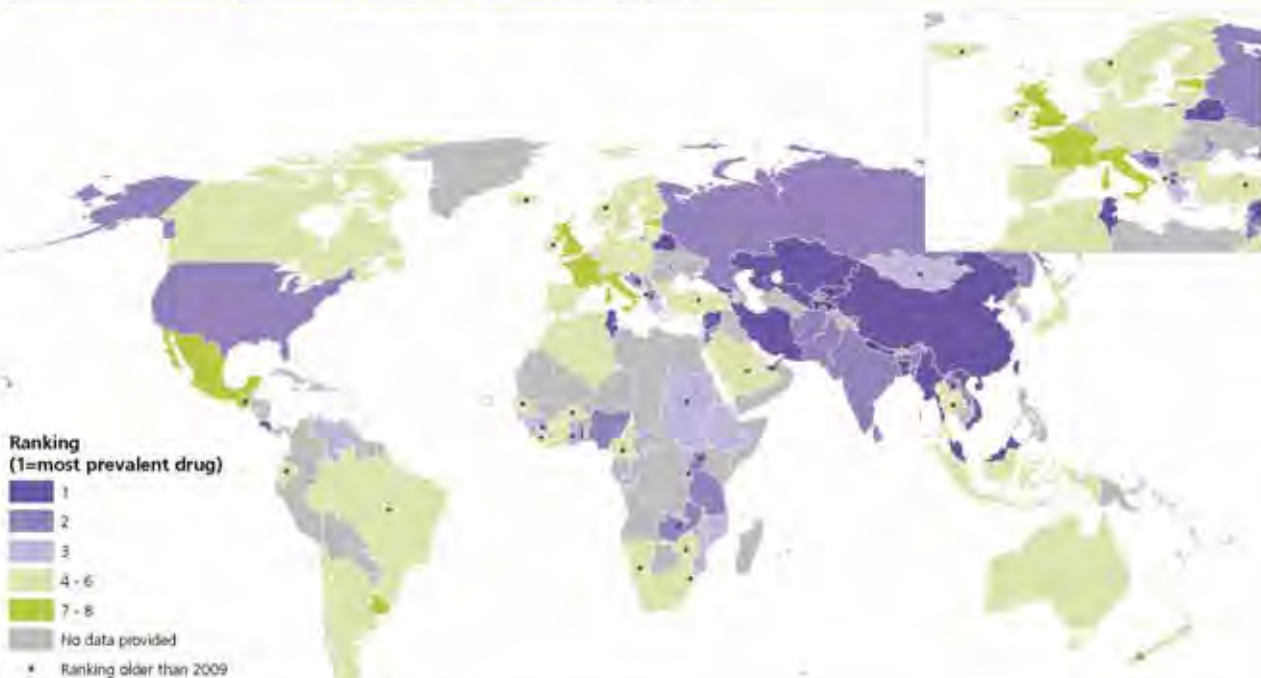 Ranking
(1=most prevalent drug)
1
2
3
4 - 6
7 - 8
No data provided
Ranking older than 2009